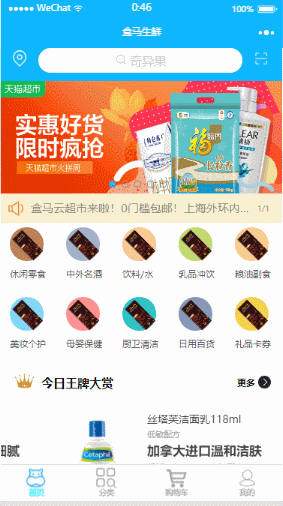 WeChat
0:46
100%
盒马生鲜
奇异果
天猫超市
实惠好货
限时疯抢
天猫超市火拼周
福
盒马云超市来啦！0门槛包邮！上海外环内...
1/1
休闲零食
中外名酒
饮料/水
乳品冲饮
粮油副食
美妆个护
母婴保健
厨卫清洁
日用百货
礼品卡券
今日王牌大赏
更多
丝塔芙洁面乳118ml
低敏配方
细腻
Cetaphil
加拿大进口温和洁肤
首页
分类
购物车
我的